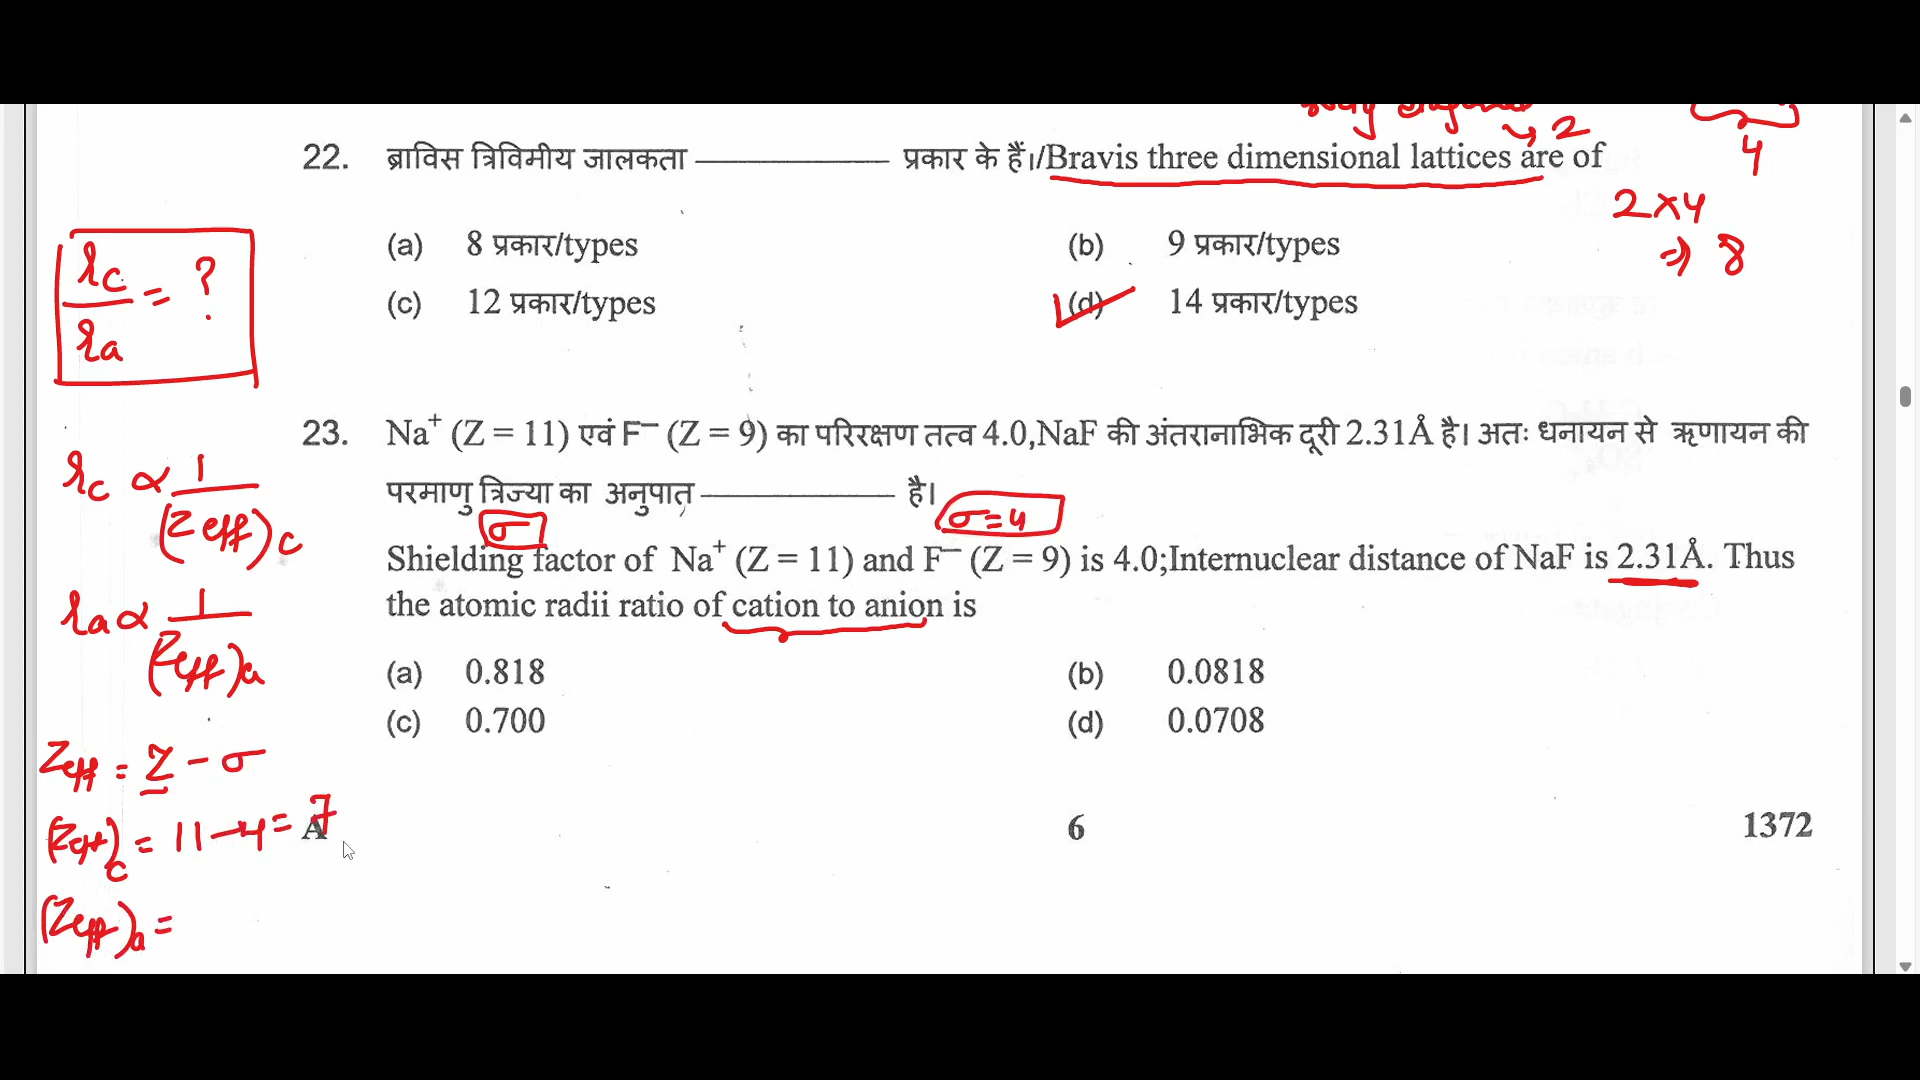 → 2
4
22. ब्राविस त्रिविमीय जालकता ———— प्रकार के हैं।/Bravis three dimensional lattices are of
2×4
⇒ 8
(a) 8 प्रकार/types (b) 9 प्रकार/types
(c) 12 प्रकार/types (d) 14 प्रकार/types
rc/ra = ?
23. Na⁺ (Z = 11) एवं F⁻ (Z = 9) का परिरक्षण तत्व 4.0,NaF की अंतरानाभिक दूरी 2.31Å है। अतः धनायन से ऋणायन की
परमाणु त्रिज्या का अनुपात ———— है।
σ σ=4
Shielding factor of Na⁺ (Z = 11) and F⁻ (Z = 9) is 4.0;Internuclear distance of NaF is 2.31Å. Thus
the atomic radii ratio of cation to anion is
(a) 0.818 (b) 0.0818
(c) 0.700 (d) 0.0708
rc ∝ 1/(Zeff)c
ra ∝ 1/(Zeff)a
Zeff = Z - σ
(Zeff)c = 11-4 = 7
A 6 1372
(Zeff)a =